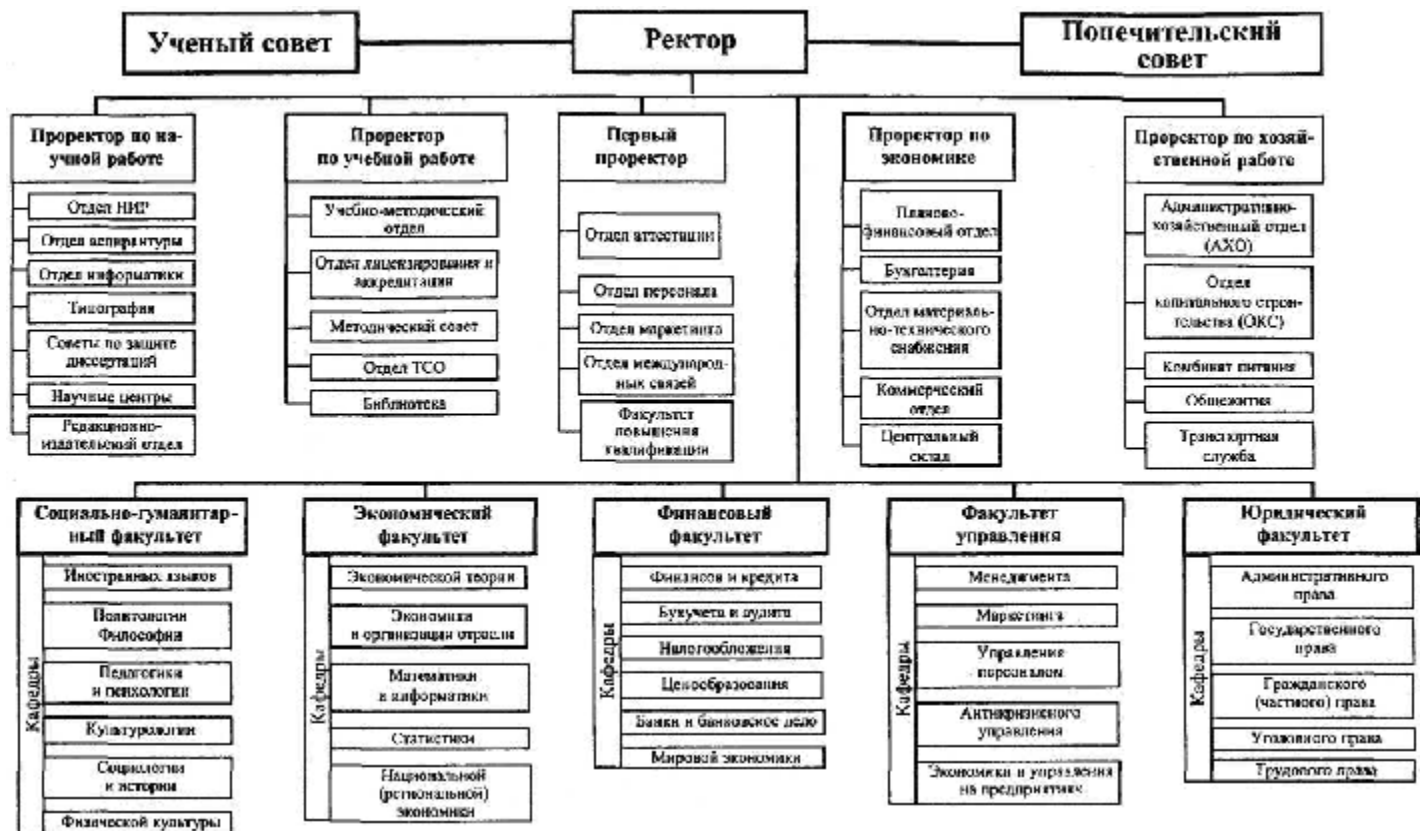 Ученый совет
Ректор
Попечительский
совет
Проректор по на-
учной работе
Отдел НИР
Отдел аспирантуры
Отдел информатики
Типография
Советы по защите
диссертаций
Научные центры
Редакционно-
издательский отдел
Проректор
по учебной работе
Учебно-методический
отдел
Отдел лицензирования и
аккредитации
Методический совет
Отдел ТСО
Библиотека
Первый
проректор
Отдел аттестации
Отдел персонала
Отдел маркетинга
Отдел международ-
ных связей
Факультет
повышения
квалификации
Проректор по
экономике
Планово-
финансовый отдел
Бухгалтерия
Отдел материаль-
но-технического
снабжения
Коммерческий
отдел
Центральный
склад
Проректор по хозяй-
ственной работе
Административно-
хозяйственный отдел
(АХО)
Отдел
капитального строи-
тельства (ОКС)
Комбинат питания
Общежития
Транспортная
служба
Социально-гуманитар-
ный факультет
Кафедры
Иностранных языков
Политологии
Философии
Педагогики
и психологии
Культурологии
Социологии
и истории
Физической культуры
Экономический
факультет
Кафедры
Экономической теории
Экономики
и организации отрасли
Математики
и информатики
Статистики
Национальной
(региональной)
экономики
Финансовый
факультет
Кафедры
Финансов и кредита
Бухучета и аудита
Налогообложения
Ценообразования
Банки и банковское дело
Мировой экономики
Факультет
управления
Кафедры
Менеджмента
Маркетинга
Управления
персоналом
Антикризисного
управления
Экономики и управления
на предприятиях
Юридический
факультет
Кафедры
Административного
права
Государственного
права
Гражданского
(частного) права
Уголовного права
Трудового права